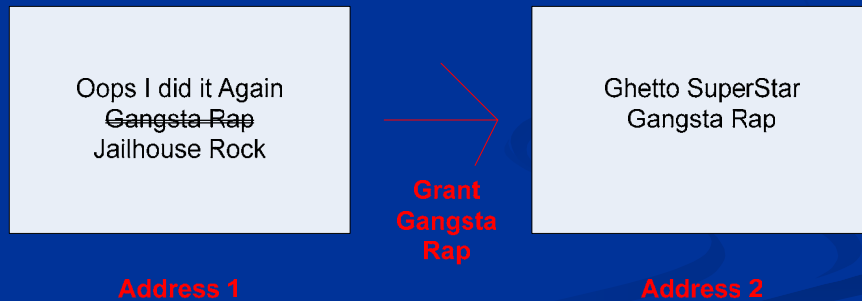 Oops I did it Again
Gangsta Rap
Jailhouse Rock
Grant
Gangsta
Rap
Ghetto SuperStar
Gangsta Rap
Address 1
Address 2